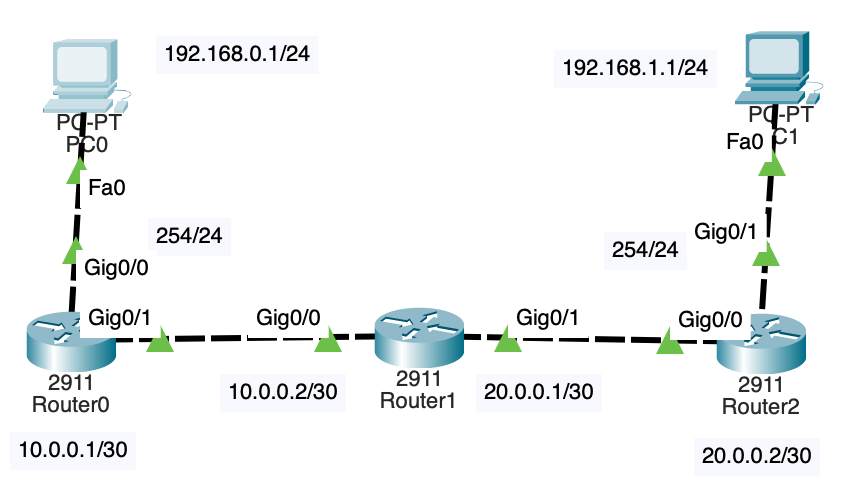 192.168.0.1/24
192.168.1.1/24
PC-PT
PC0
PC-PT
Fa0
C1
Fa0
254/24
Gig0/1
254/24
Gig0/0
Gig0/1
Gig0/0
Gig0/1
Gig0/0
2911
Router0
10.0.0.2/30
2911
Router1
20.0.0.1/30
2911
Router2
10.0.0.1/30
20.0.0.2/30